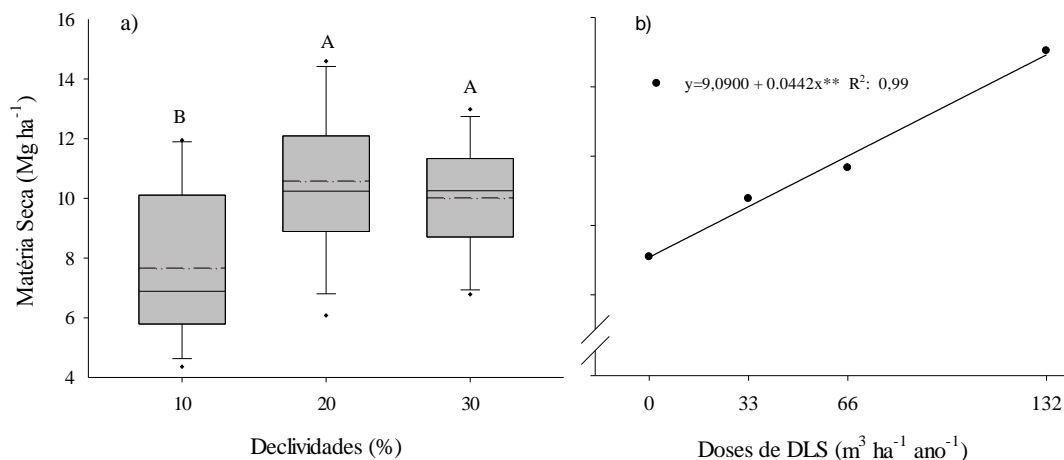 a)
16
14
12
10
8
6
4
Matéria Seca (Mg ha⁻¹)
B
A
A
10 20 30
Declividades (%)
b)
y=9,0900 + 0.0442x** R²: 0,99
0 33 66 132
Doses de DLS (m³ ha⁻¹ ano⁻¹)